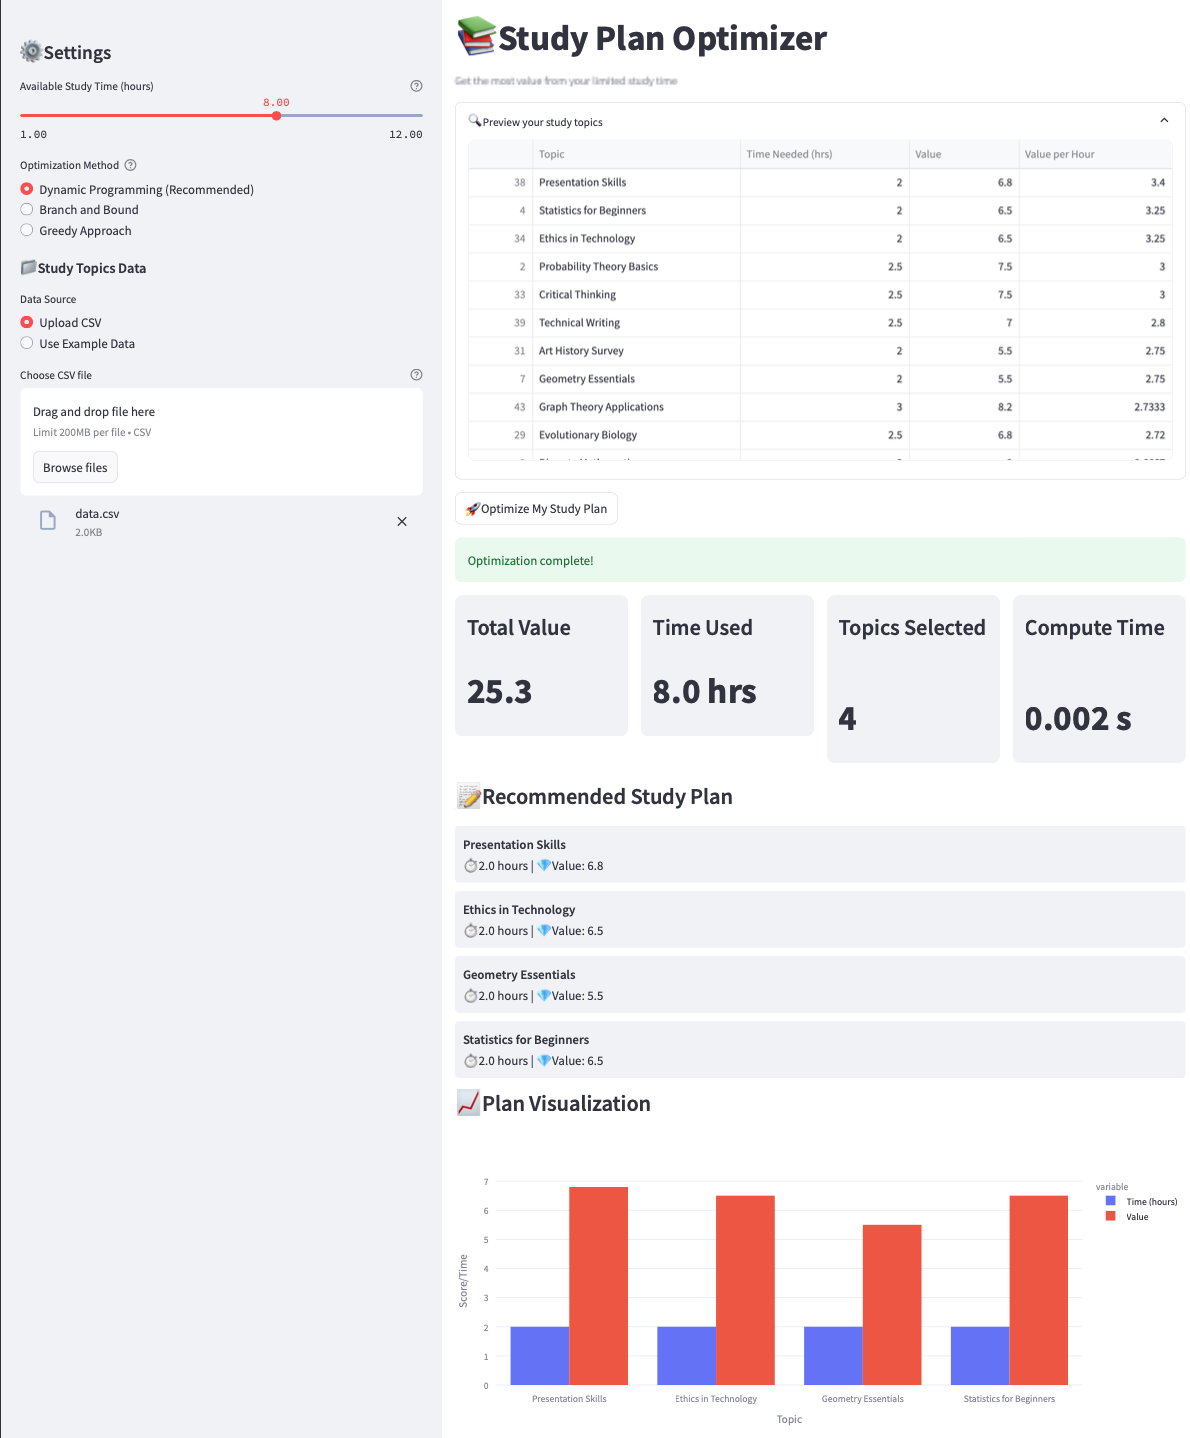 Settings
Available Study Time (hours)
8.00
1.00 12.00
Optimization Method
Dynamic Programming (Recommended)
Branch and Bound
Greedy Approach
Study Topics Data
Data Source
Upload CSV
Use Example Data
Choose CSV file
Drag and drop file here
Limit 200MB per file • CSV
Browse files
data.csv
2.0KB
Study Plan Optimizer
Get the most value from your limited study time
Preview your study topics
Topic Time Needed (hrs) Value Value per Hour
38 Presentation Skills 2 6.8 3.4
4 Statistics for Beginners 2 6.5 3.25
34 Ethics in Technology 2 6.5 3.25
2 Probability Theory Basics 2.5 7.5 3
33 Critical Thinking 2.5 7.5 3
39 Technical Writing 2.5 7 2.8
31 Art History Survey 2 5.5 2.75
7 Geometry Essentials 2 5.5 2.75
43 Graph Theory Applications 3 8.2 2.7333
29 Evolutionary Biology 2.5 6.8 2.72
Optimize My Study Plan
Optimization complete!
Total Value
25.3
Time Used
8.0 hrs
Topics Selected
4
Compute Time
0.002 s
Recommended Study Plan
Presentation Skills
2.0 hours | Value: 6.8
Ethics in Technology
2.0 hours | Value: 6.5
Geometry Essentials
2.0 hours | Value: 5.5
Statistics for Beginners
2.0 hours | Value: 6.5
Plan Visualization
7
6
5
4
3
2
1
0
Score/Time
Presentation Skills Ethics in Technology Geometry Essentials Statistics for Beginners
Topic
variable
Time (hours)
Value